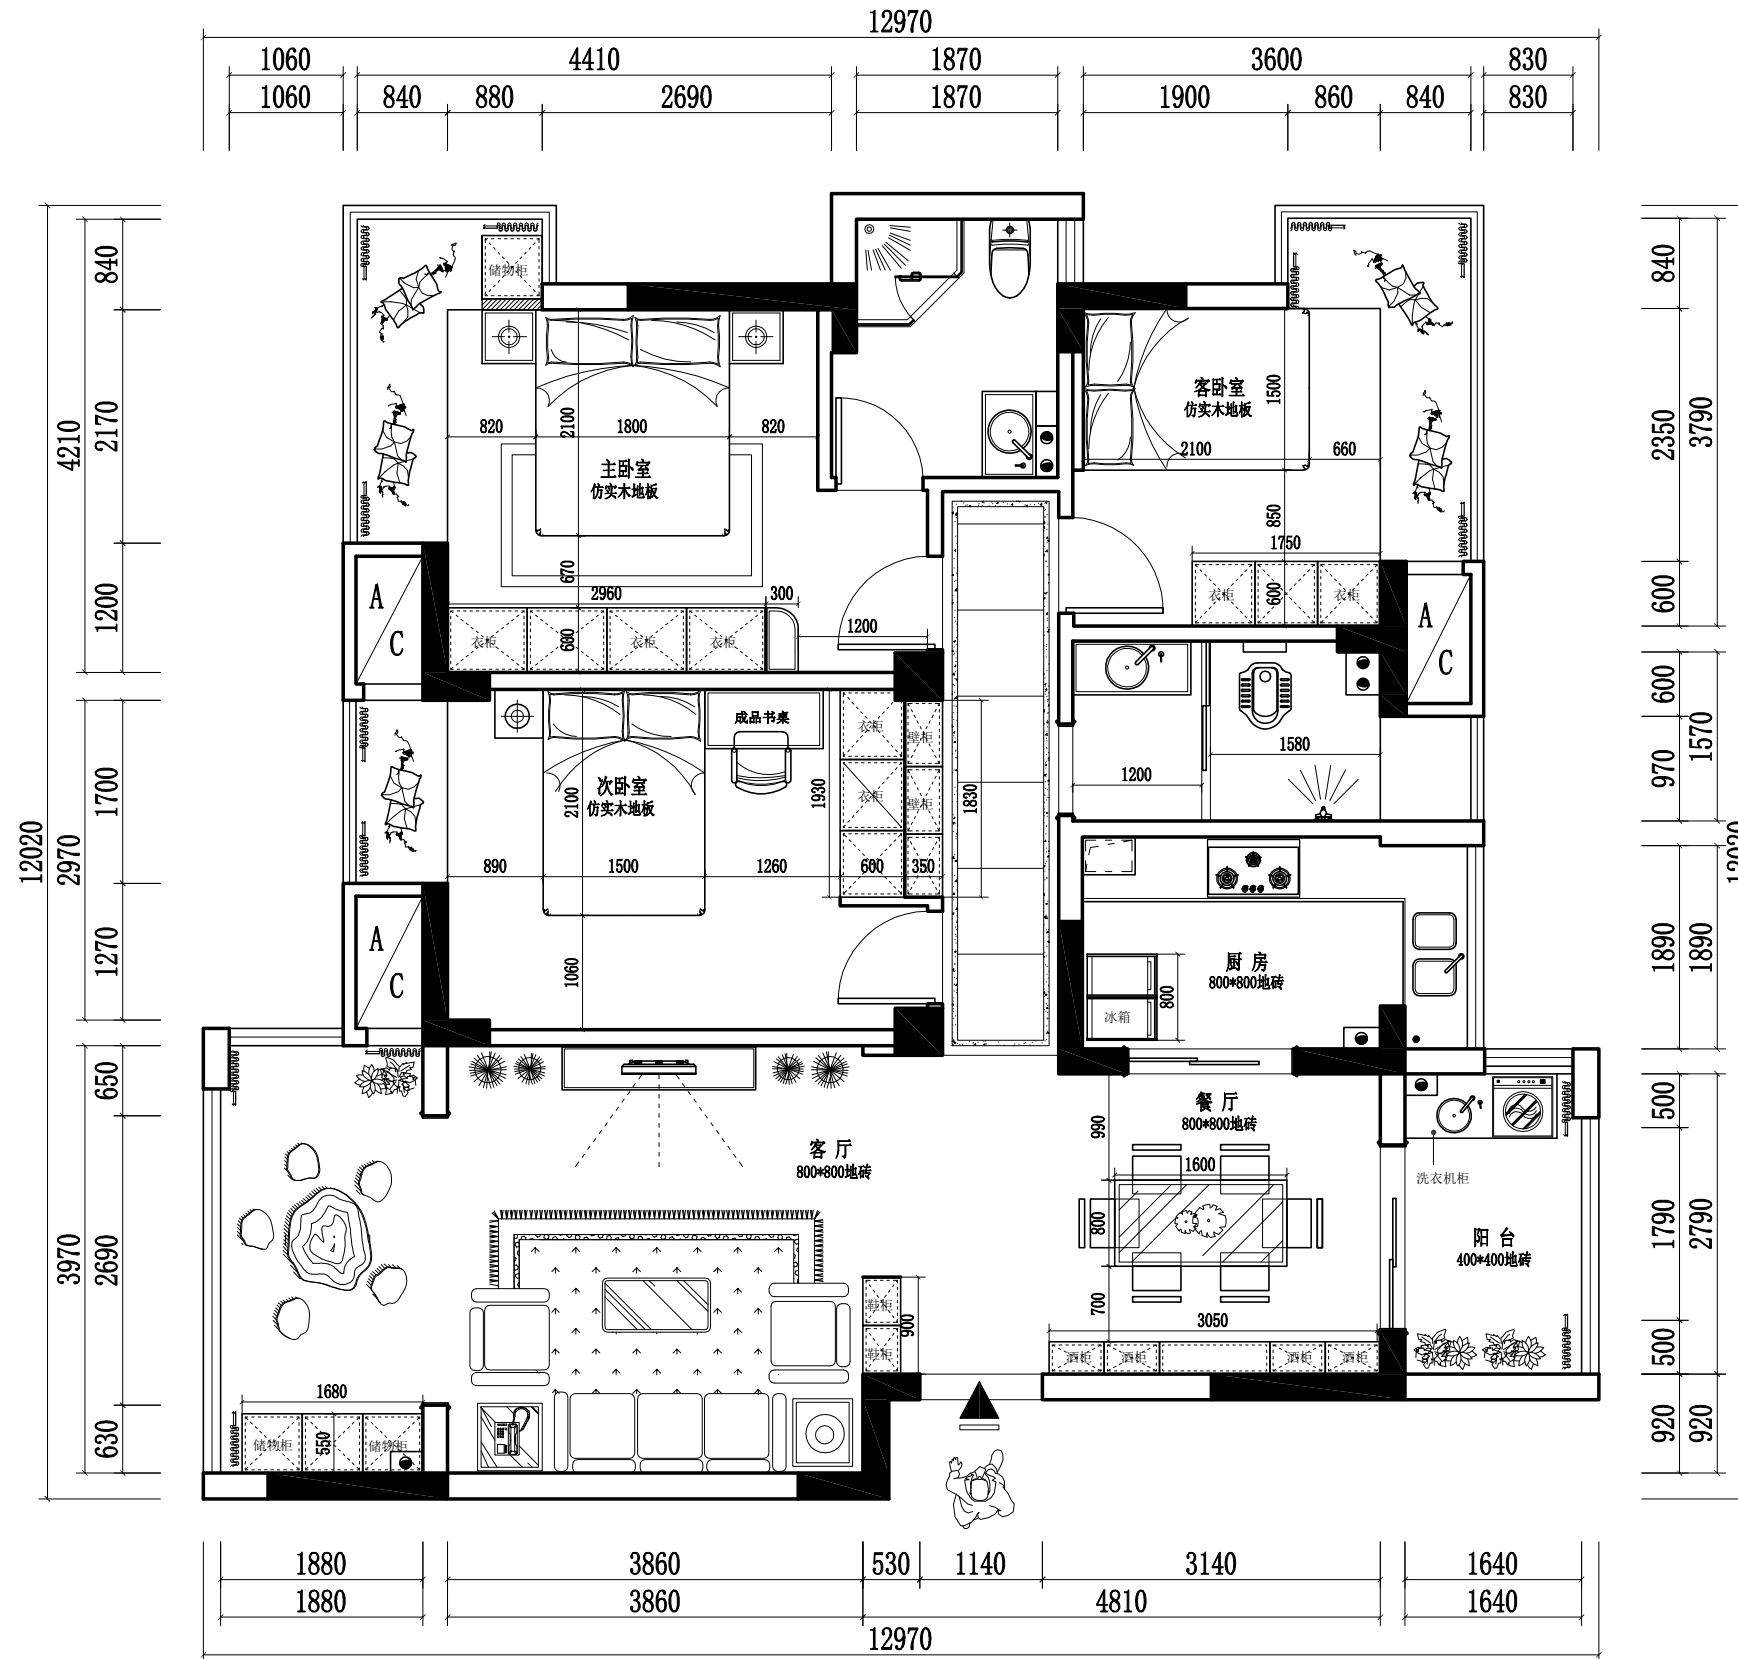 12970
1060 4410 1870 3600 830
1060 840 880 2690 1870 1900 860 840 830
840
2170
1200
4210
1700
1270
2970
12020
650
2690
630
3970
840
2350
600
3790
600
970
1570
1890
1890
12020
500
1790
500
2790
920
920
储物柜
820 1800 820
2100
主卧室
仿实木地板
670
2960 300
衣柜 衣柜 衣柜
600
1200
A
C
客卧室
仿实木地板
1500
2100 660
850
1750
衣柜 衣柜
600
A
C
成品书桌
衣柜
壁柜
次卧室
仿实木地板
2100
1930
衣柜
壁柜
1830
890 1500 1260 600 350
1060
A
C
1580
1200
厨 房
800*800地砖
800
冰箱
餐 厅
800*800地砖
990
1600
800
700
3050
酒柜 酒柜 酒柜 酒柜
客 厅
800*800地砖
洗衣机柜
阳 台
400*400地砖
鞋柜
鞋柜
900
1680
储物柜 储物柜
550
1880 3860 530 1140 3140 1640
1880 3860 4810 1640
12970